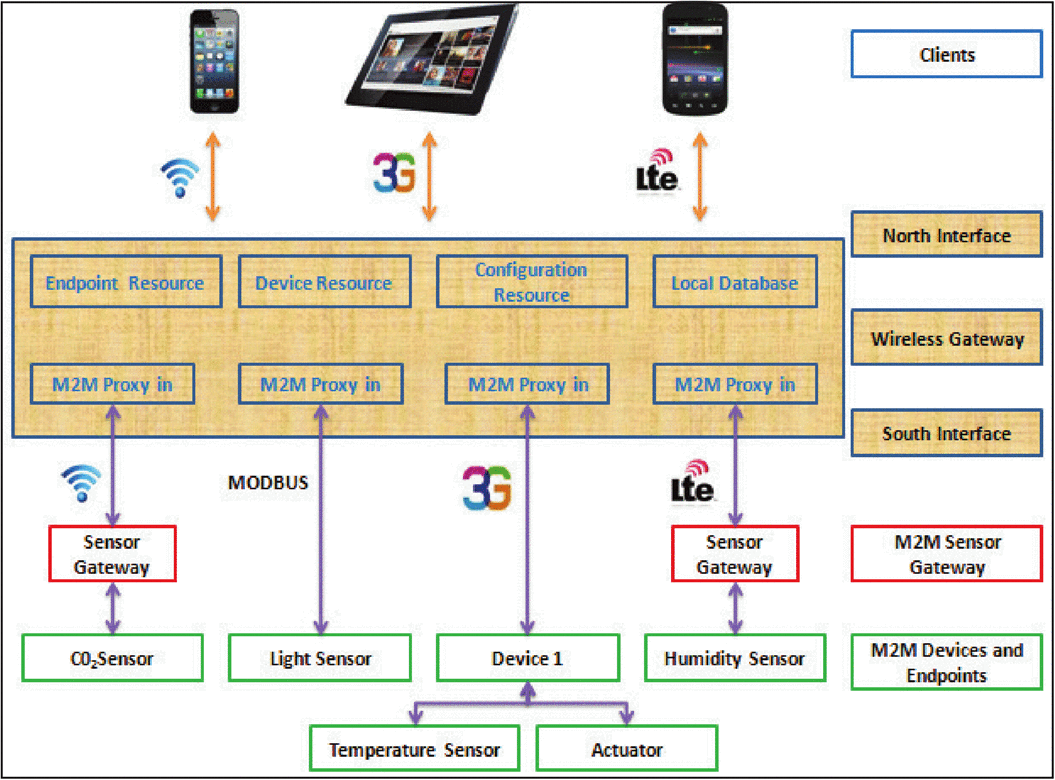 Clients
3G
LTE
North Interface
Endpoint Resource
Device Resource
Configuration
Resource
Local Database
Wireless Gateway
M2M Proxy in
M2M Proxy in
M2M Proxy in
M2M Proxy in
South Interface
MODBUS
3G
LTE
Sensor
Gateway
Sensor
Gateway
M2M Sensor
Gateway
C0₂Sensor
Light Sensor
Device 1
Humidity Sensor
M2M Devices and
Endpoints
Temperature Sensor
Actuator